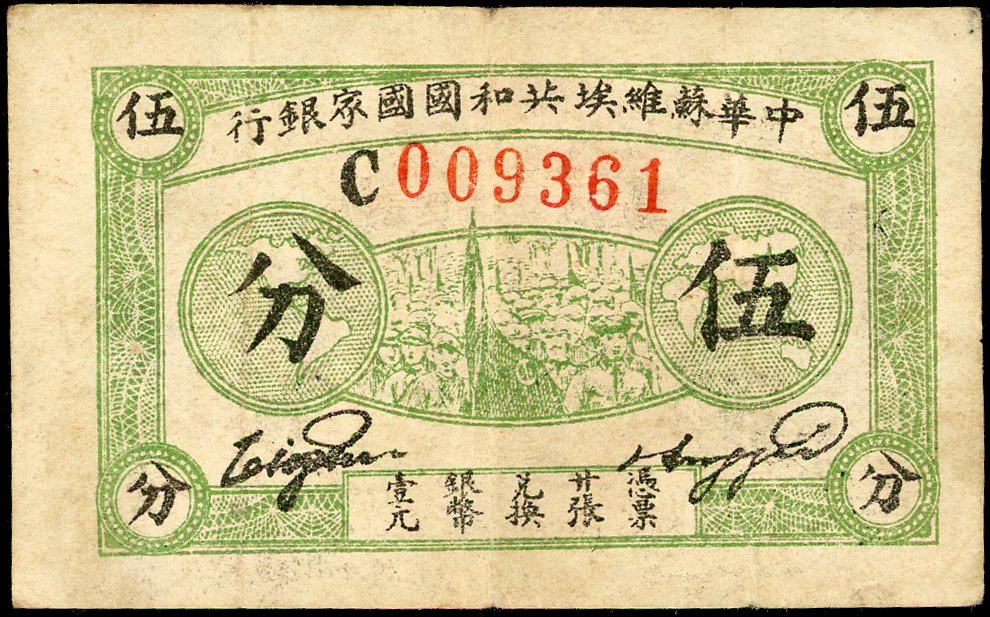 中華蘇維埃共和國國家銀行
C009361
伍
伍
伍
分
分
分
憑票
廿張
兑換
銀幣
壹元